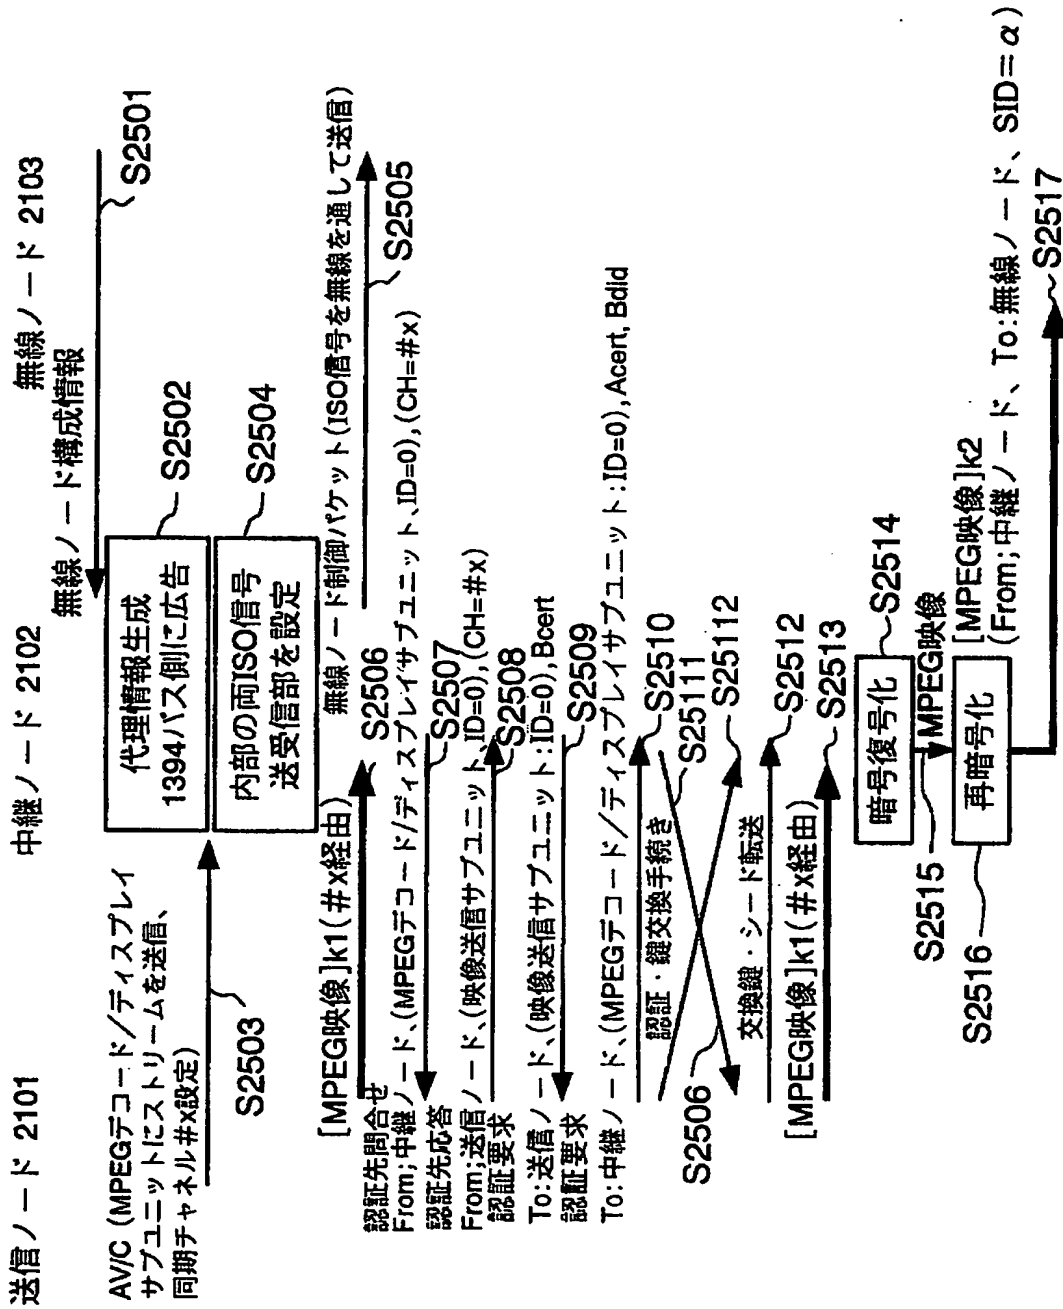 送信ノード 2101
中継ノード 2102
無線ノード 2103
無線ノード構成情報
S2501
代理情報生成
1394バス側に広告
S2502
AV/C (MPEGデコード/ディスプレイ
サブユニットにストリームを送信、
同期チャネル#x設定)
S2503
内部の両ISO信号
送受信部を設定
S2504
無線ノード制御パケット(ISO信号を無線を通して送信)
S2505
[MPEG映像]k1(#x経由)
S2506
認証先問合せ
From;中継ノード、(MPEGデコード/ディスプレイサブユニット、ID=0),(CH=#x)
S2507
認証先応答
From;送信ノード、(映像送信サブユニット、ID=0),(CH=#x)
S2508
認証要求
To:送信ノード、(映像送信サブユニット:ID=0),Bcert
S2509
認証要求
To:中継ノード、(MPEGデコード/ディスプレイサブユニット:ID=0),Acert, Bdid
S2510
認証・鍵交換手続き
S25111
S25112
S2506
交換鍵・シード転送
S2512
[MPEG映像]k1(#x経由)
S2513
暗号復号化
S2514
MPEG映像
S2515
再暗号化
S2516
[MPEG映像]k2
(From;中継ノード、To:無線ノード、SID=α)
S2517